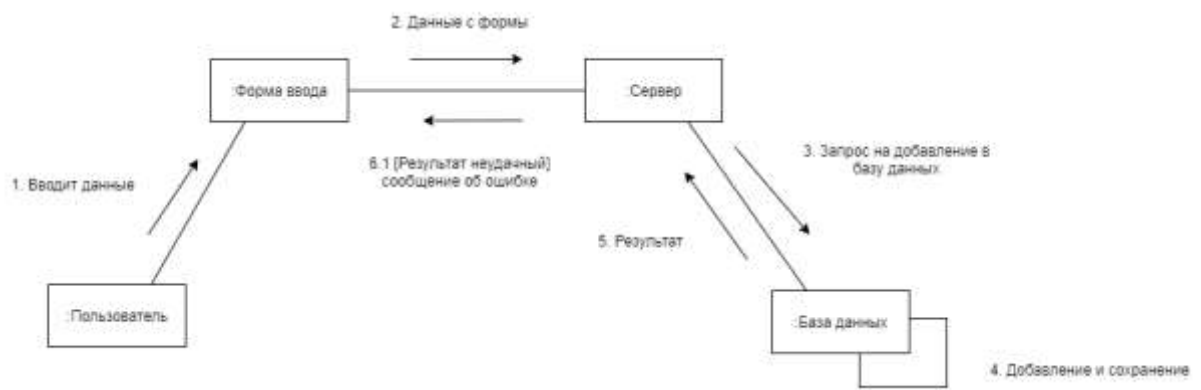 2. Данные с формы
:Форма ввода
:Сервер
6.1 [Результат неудачный]
сообщение об ошибке
3. Запрос на добавление в
базу данных
1. Вводит данные
5. Результат
:Пользователь
:База данных
4. Добавление и сохранение